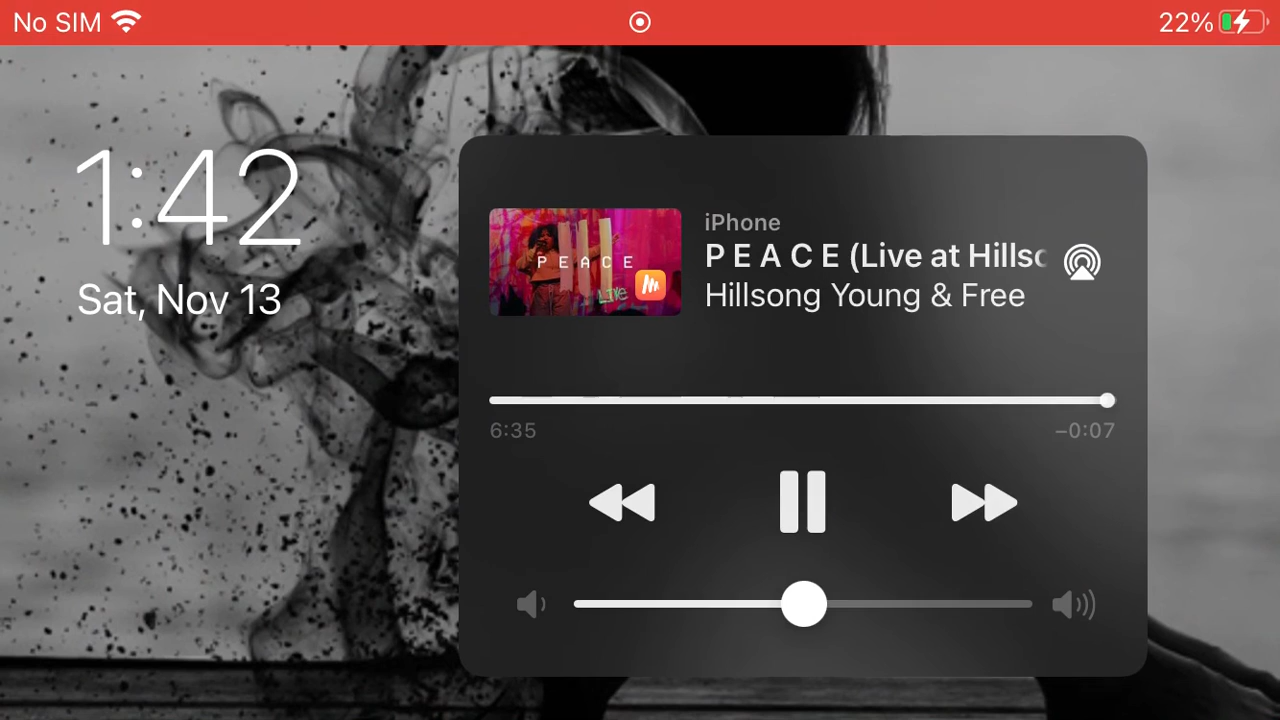 No SIM
22%
1:42
Sat, Nov 13
P E A C E
LIVE
iPhone
P E A C E (Live at Hillsc
Hillsong Young & Free
6:35
−0:07